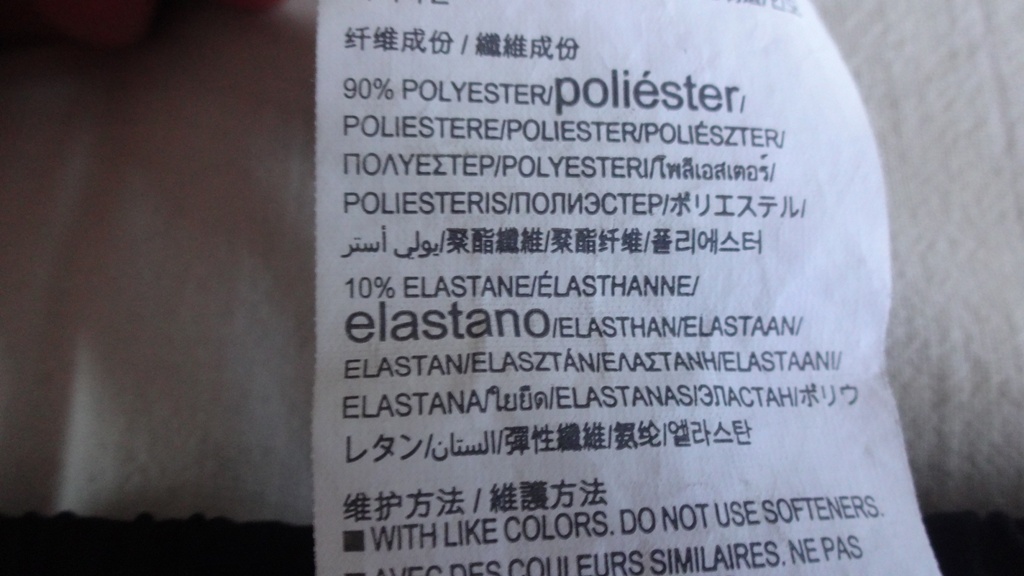 纤维成份 / 纖維成份
90% POLYESTER/poliéster/
POLIESTERE/POLIESTER/POLIÉSZTER/
ΠΟΛΥΕΣΤΕΡ/POLYESTERI/โพลีเอสเตอร์/
POLIESTERIS/ПОЛИЭСТЕР/ポリエステル/
بولي أستر/聚酯纖維/聚酯纤维/폴리에스터
10% ELASTANE/ÉLASTHANNE/
elastano/ELASTHAN/ELASTAAN/
ELASTAN/ELASZTÁN/ΕΛΑΣΤΑΝΗ/ELASTAANI/
ELASTANA/ใยยืด/ELASTANAS/ЭЛАСТАН/ポリウ
レタン/الستان/彈性纖維/氨纶/엘라스탄
维护方法 / 維護方法
■ WITH LIKE COLORS. DO NOT USE SOFTENERS.
■ AVEC DES COULEURS SIMILAIRES. NE PAS